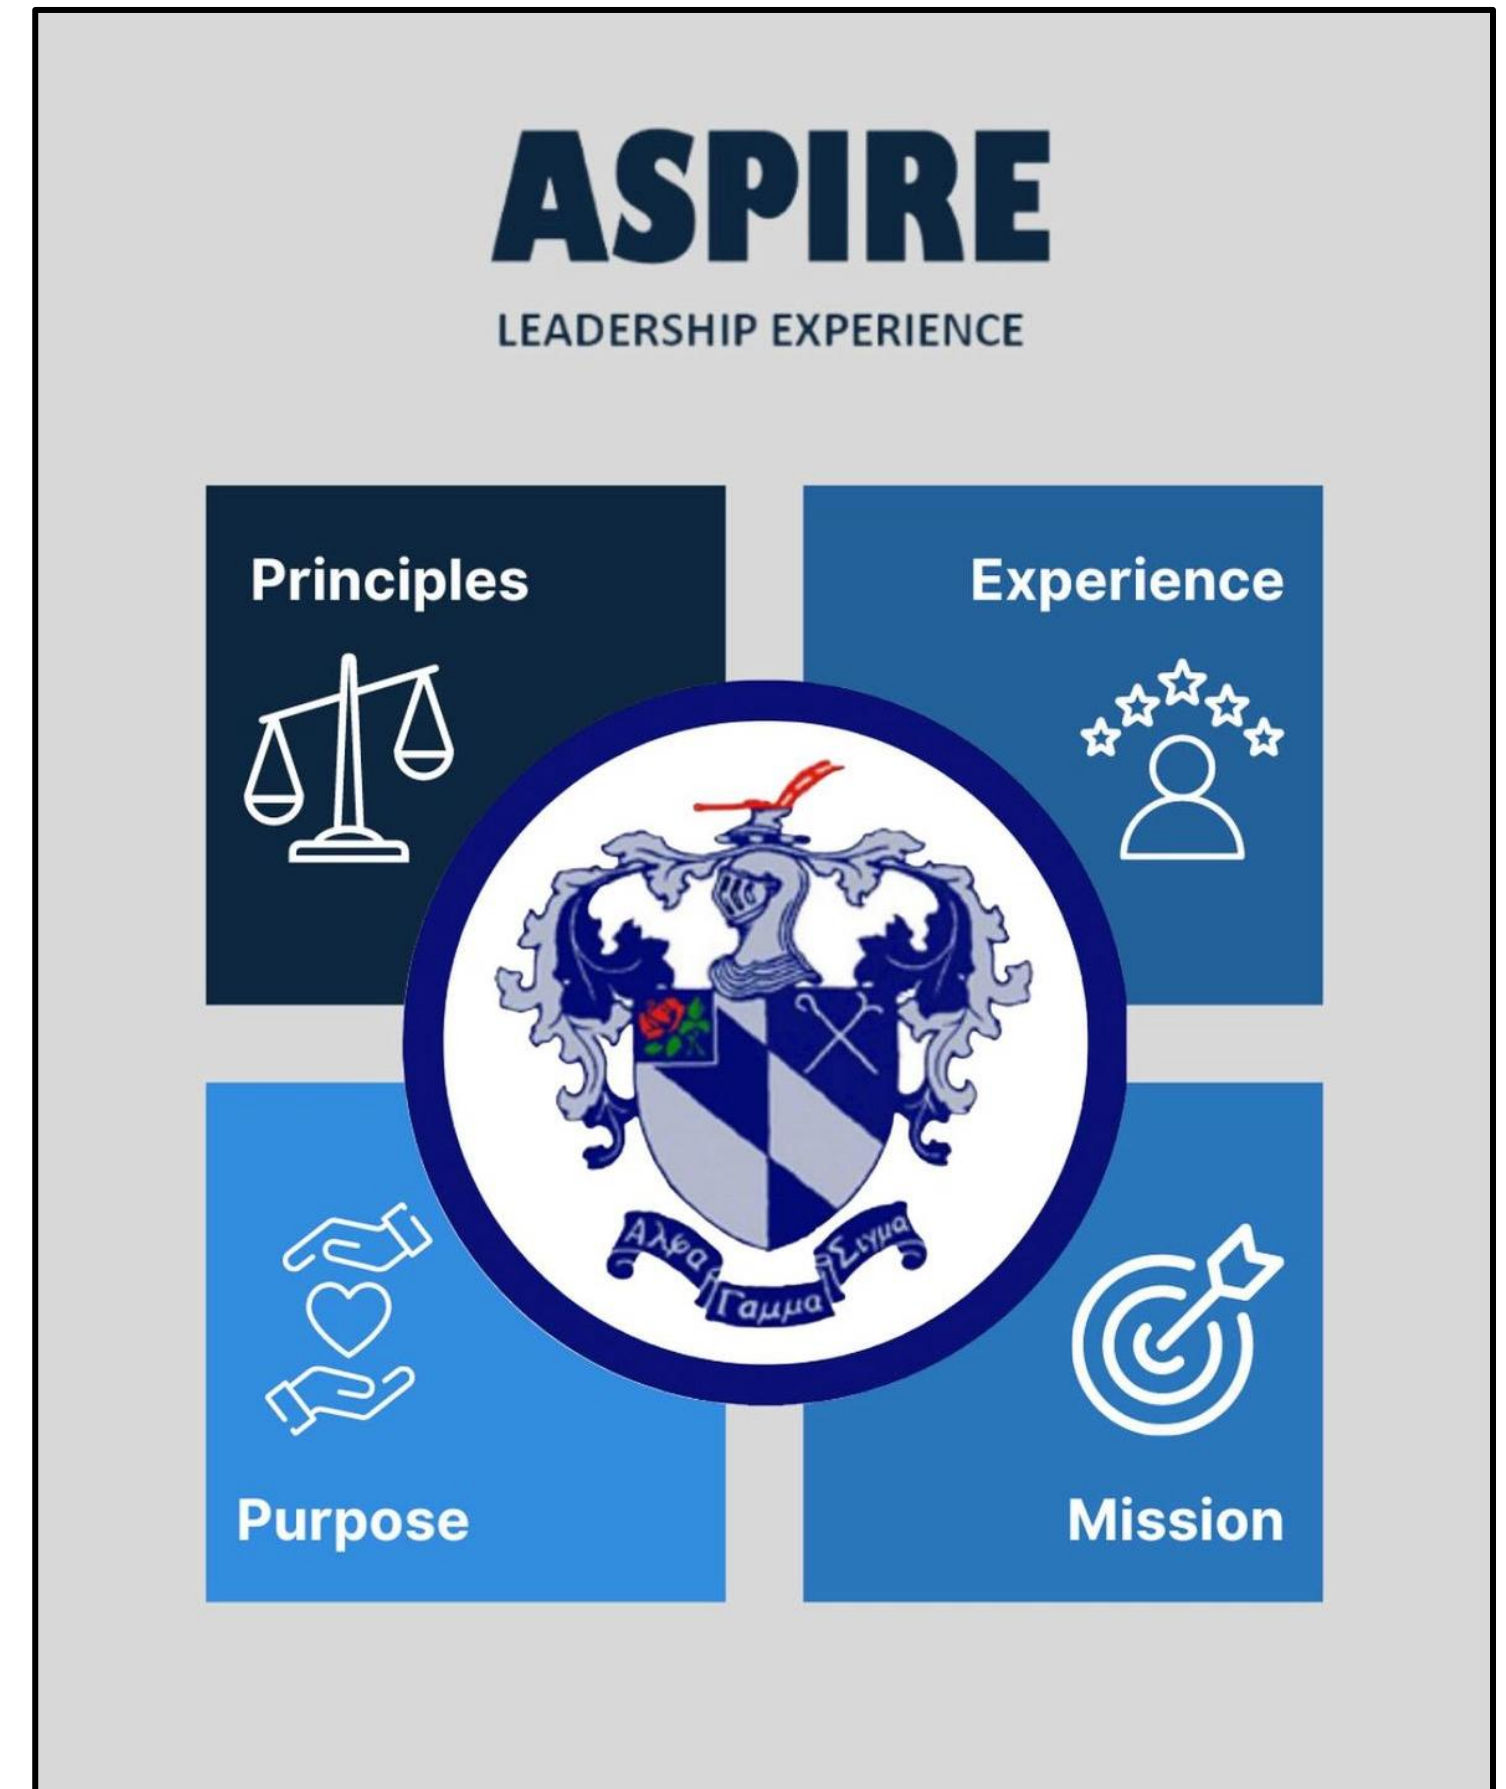 ASPIRE
LEADERSHIP EXPERIENCE
Principles
Experience
Αλφα
Γαμμα
Σιγμα
Purpose
Mission